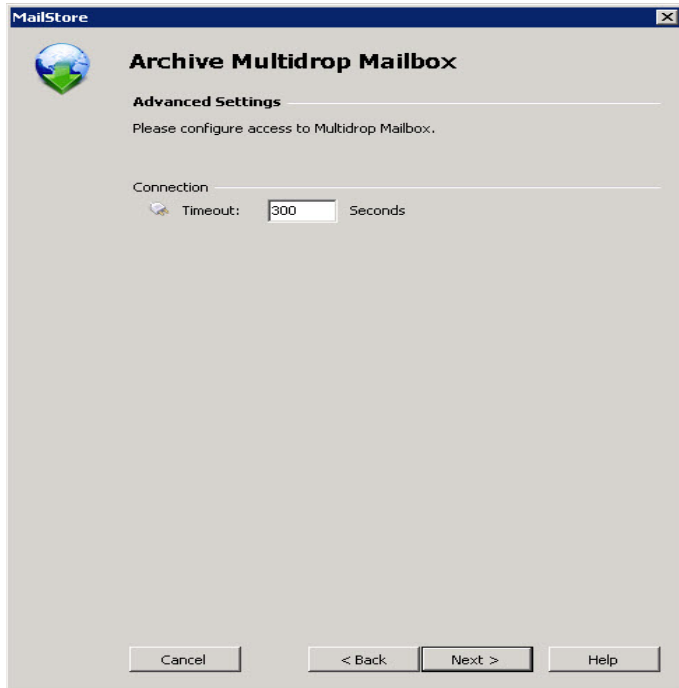 MailStore
Archive Multidrop Mailbox
Advanced Settings
Please configure access to Multidrop Mailbox.
Connection
Timeout: 300 Seconds
Cancel < Back Next > Help